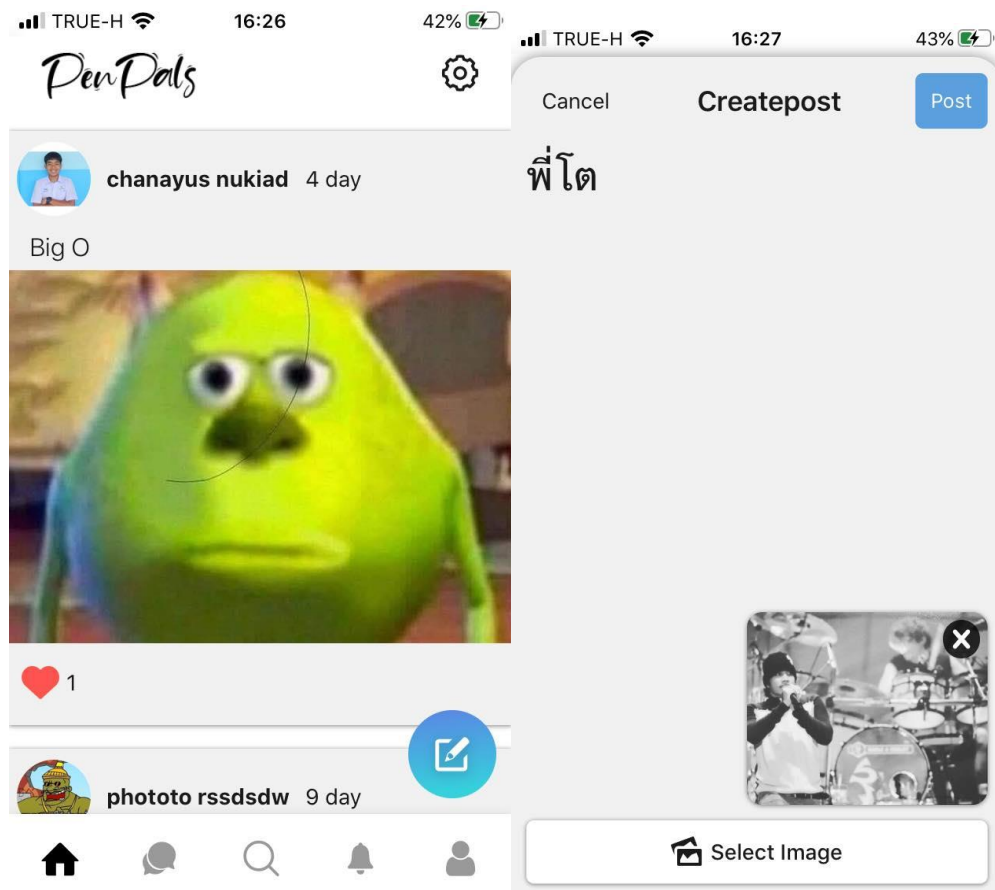 TRUE-H 16:26 42%
PenPals
chanayus nukiad 4 day
Big O
1
phototo rssdsdw 9 day
TRUE-H 16:27 43%
Cancel Createpost Post
พี่โต
Select Image